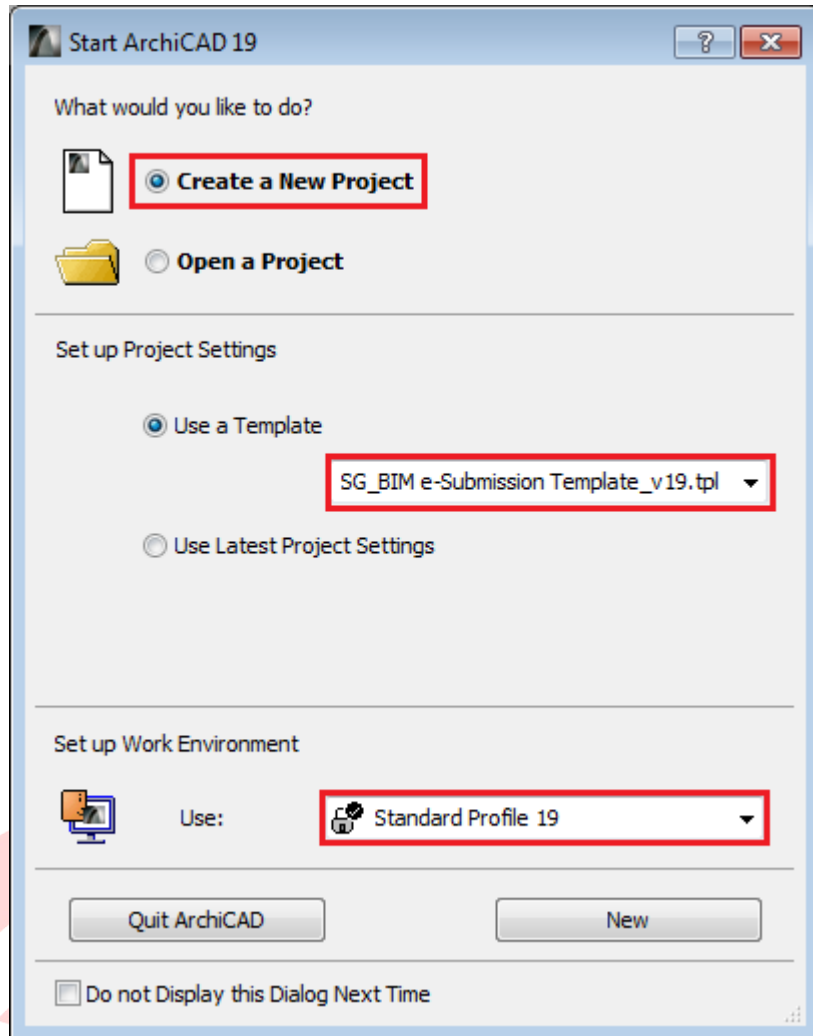 Start ArchiCAD 19
What would you like to do?
Create a New Project
Open a Project
Set up Project Settings
Use a Template
SG_BIM e-Submission Template_v19.tpl
Use Latest Project Settings
Set up Work Environment
Use: Standard Profile 19
Quit ArchiCAD New
Do not Display this Dialog Next Time